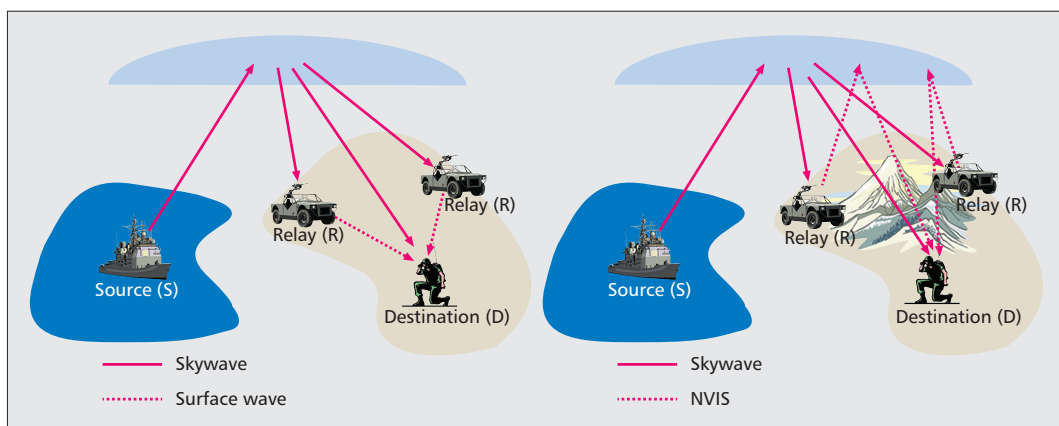 Relay (R)
Relay (R)
Source (S)
Destination (D)
Skywave
Surface wave
Relay (R)
Relay (R)
Source (S)
Destination (D)
Skywave
NVIS